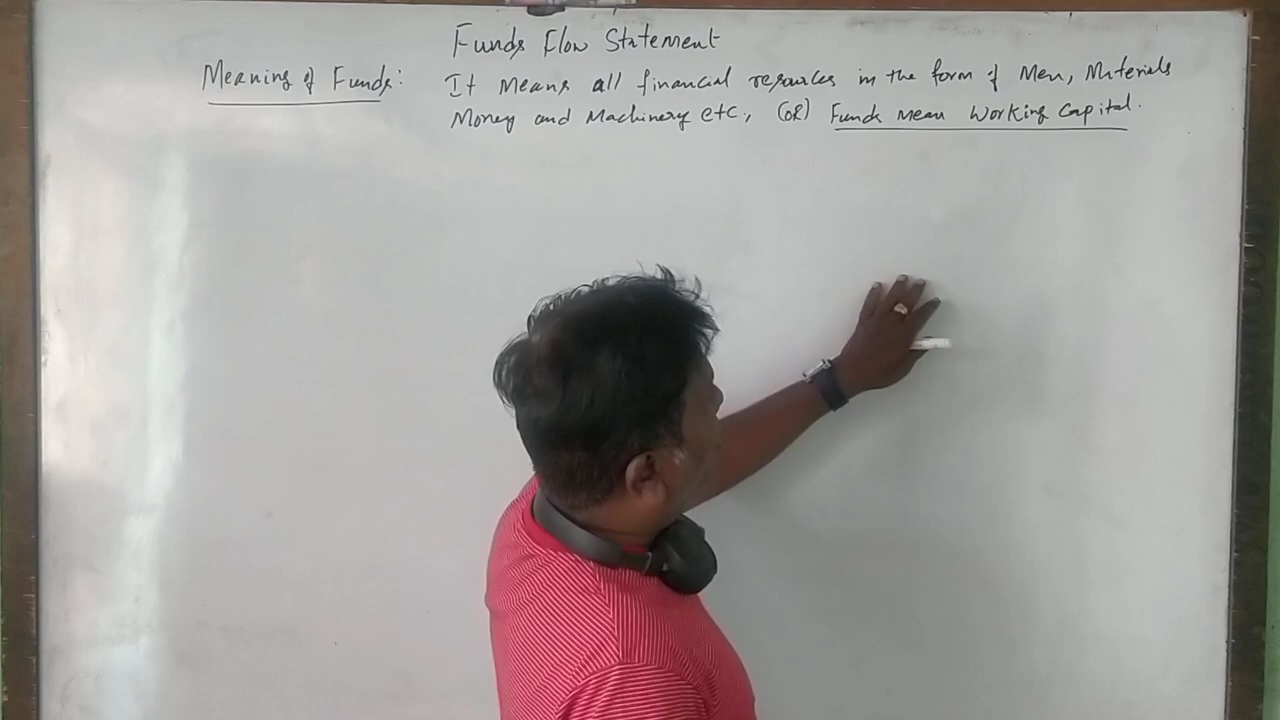 Funds Flow Statement
Meaning of Funds: It Means all financial resources in the form of Men, Materials
Money and Machinery etc., (OR) Funds mean Working Capital.